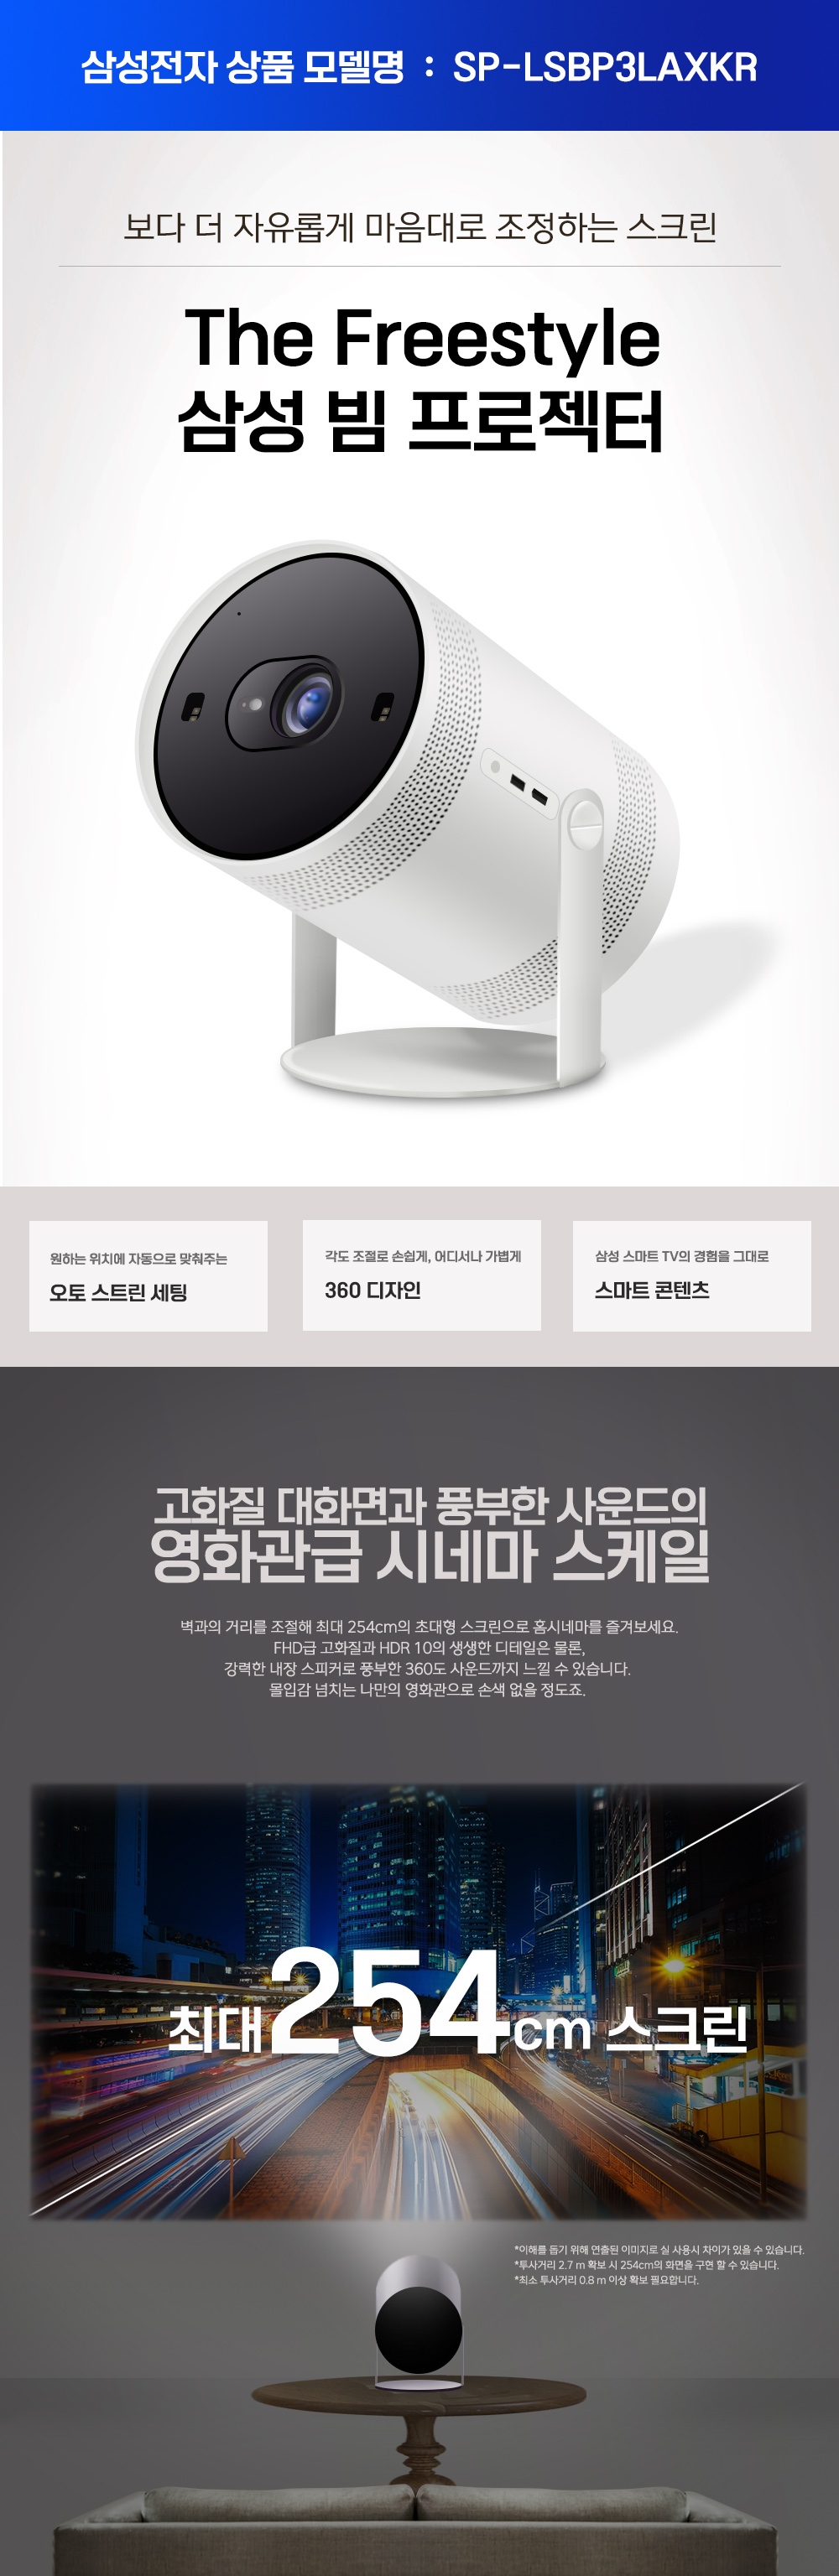 삼성전자 상품 모델명 : SP-LSBP3LAXKR
보다 더 자유롭게 마음대로 조정하는 스크린
The Freestyle
삼성 빔 프로젝터
원하는 위치에 자동으로 맞춰주는
오토 스트린 세팅
각도 조절로 손쉽게, 어디서나 가볍게
360 디자인
삼성 스마트 TV의 경험을 그대로
스마트 콘텐츠
고화질 대화면과 풍부한 사운드의
영화관급 시네마 스케일
벽과의 거리를 조절해 최대 254cm의 초대형 스크린으로 홈시네마를 즐겨보세요.
FHD급 고화질과 HDR 10의 생생한 디테일은 물론,
강력한 내장 스피커로 풍부한 360도 사운드까지 느낄 수 있습니다.
몰입감 넘치는 나만의 영화관으로 손색 없을 정도죠.
최대254cm 스크린
*이해를 돕기 위해 연출된 이미지로 실 사용시 차이가 있을 수 있습니다.
*투사거리 2.7 m 확보 시 254cm의 화면을 구현 할 수 있습니다.
*최소 투사거리 0.8 m 이상 확보 필요합니다.